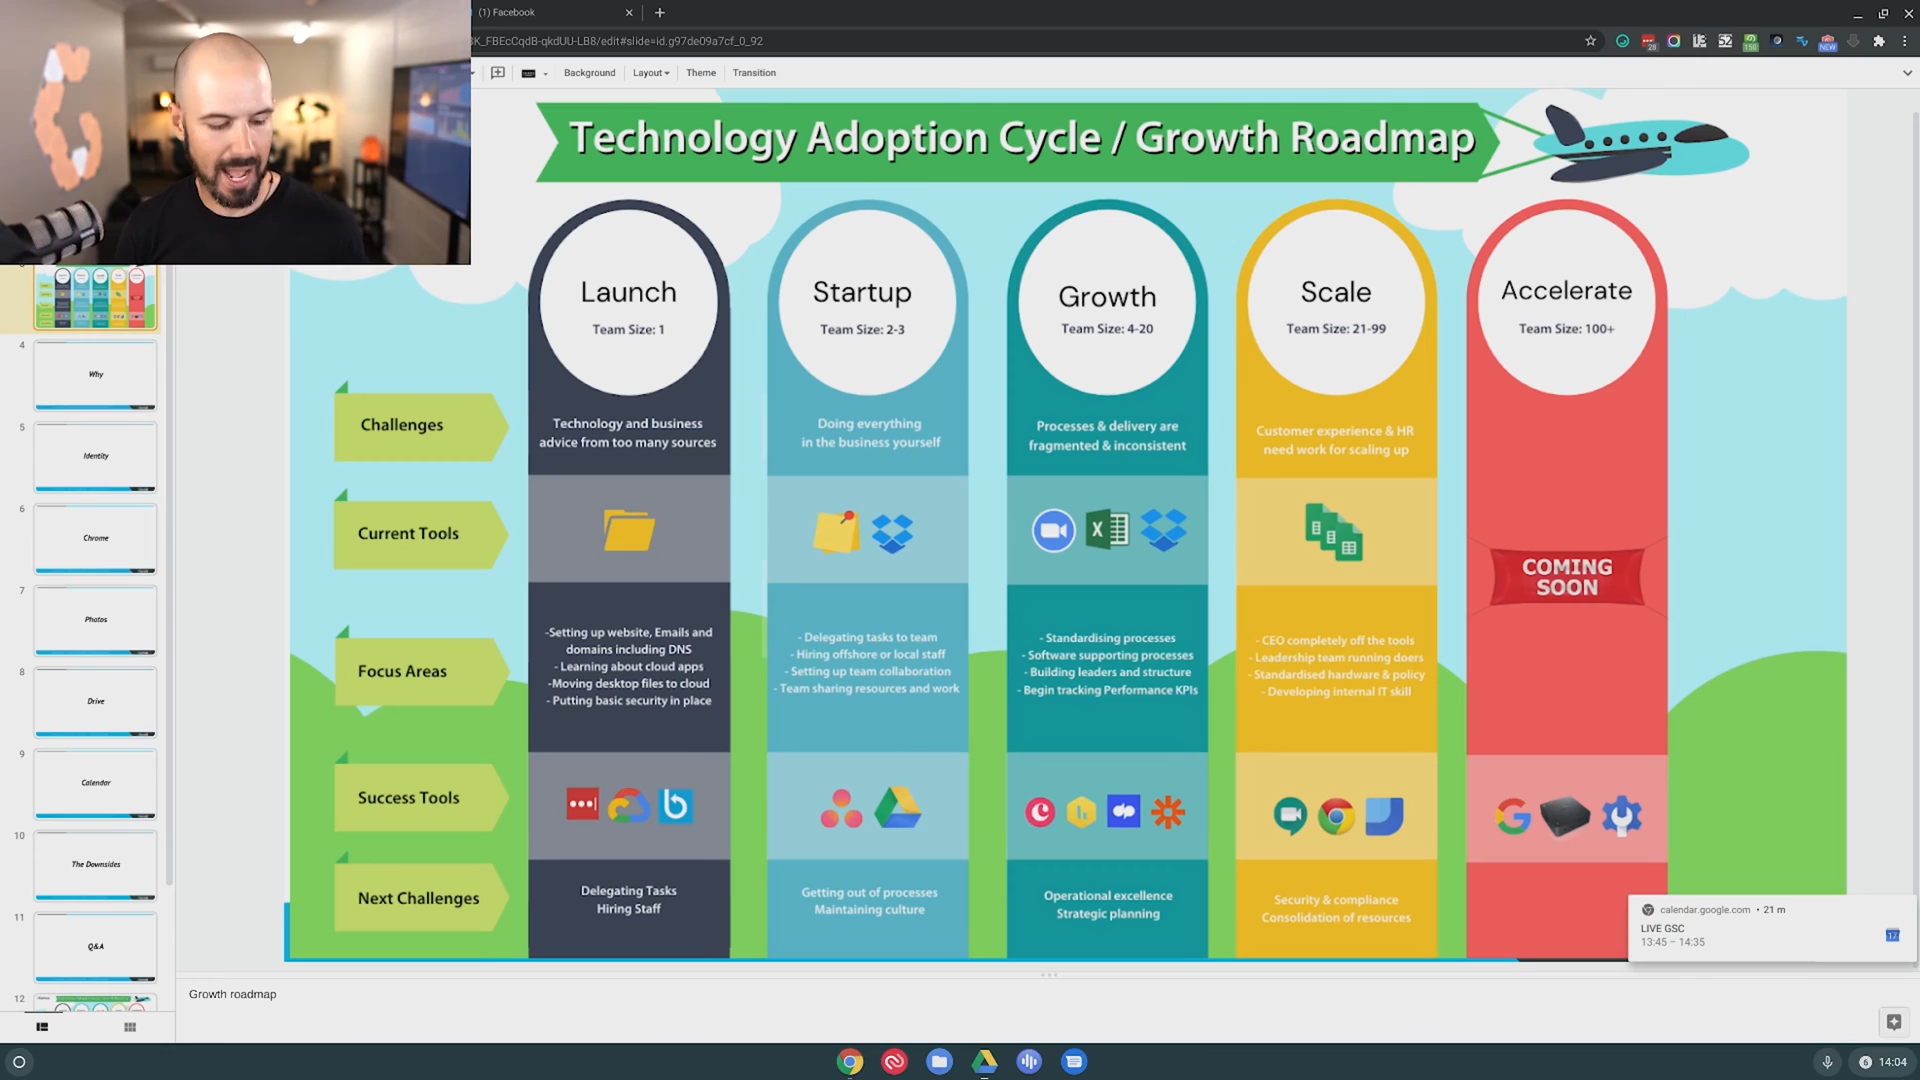 (1) Facebook
K_FBEcCqdB-qkdUU-LB8/edit#slide=id.g97de09a7cf_0_92
28
150
NEW
Background
Layout
Theme
Transition
Technology Adoption Cycle / Growth Roadmap
Launch
Team Size: 1
Startup
Team Size: 2-3
Growth
Team Size: 4-20
Scale
Team Size: 21-99
Accelerate
Team Size: 100+
Challenges
Technology and business
advice from too many sources
Doing everything
in the business yourself
Processes & delivery are
fragmented & inconsistent
Customer experience & HR
need work for scaling up
Current Tools
COMING
SOON
Focus Areas
-Setting up website, Emails and
domains including DNS
- Learning about cloud apps
-Moving desktop files to cloud
- Putting basic security in place
- Delegating tasks to team
- Hiring offshore or local staff
- Setting up team collaboration
- Team sharing resources and work
- Standardising processes
- Software supporting processes
- Building leaders and structure
- Begin tracking Performance KPIs
- CEO completely off the tools
- Leadership team running doers
- Standardised hardware & policy
- Developing internal IT skill
Success Tools
Next Challenges
Delegating Tasks
Hiring Staff
Getting out of processes
Maintaining culture
Operational excellence
Strategic planning
Security & compliance
Consolidation of resources
calendar.google.com • 21 m
LIVE GSC
13:45 – 14:35
17
4
Why
5
Identity
6
Chrome
7
Photos
8
Drive
9
Calendar
10
The Downsides
11
Q&A
12
Growth roadmap
6
14:04